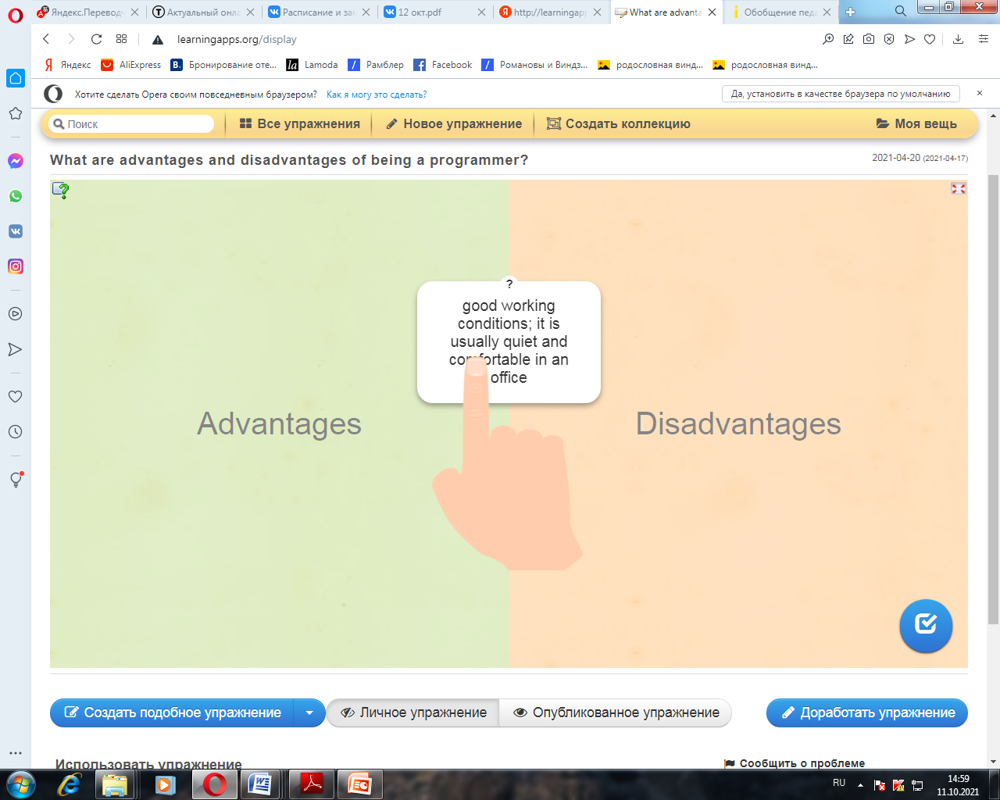 Яндекс.Перевод
Актуальный онла
Расписание и зам
12 окт.pdf
http://learningap
What are advanta
Обобщение педа
learningapps.org/display
Яндекс
AliExpress
Бронирование оте...
Lamoda
Рамблер
Facebook
Романовы и Виндз...
родословная винд...
родословная винд...
Хотите сделать Opera своим повседневным браузером?
Как я могу это сделать?
Да, установить в качестве браузера по умолчанию
Поиск
Все упражнения
Новое упражнение
Создать коллекцию
Моя вещь
What are advantages and disadvantages of being a programmer?
2021-04-20 (2021-04-17)
?
good working
conditions; it is
usually quiet and
comfortable in an
office
Advantages
Disadvantages
Создать подобное упражнение
Личное упражнение
Опубликованное упражнение
Доработать упражнение
Использовать упражнение
Сообщить о проблеме
RU
14:59
11.10.2021